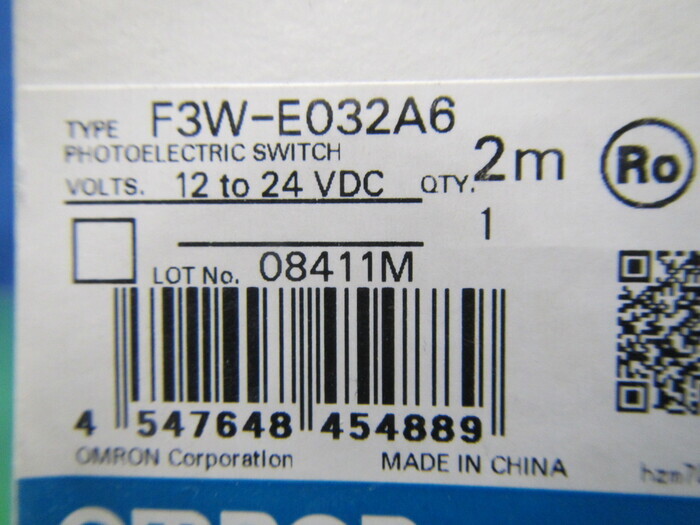 TYPE F3W-E032A6
PHOTOELECTRIC SWITCH 2m Ro
VOLTS. 12 to 24 VDC QTY. 1
LOT No. 08411M
4 547648 454889
OMRON Corporation MADE IN CHINA
OMRON